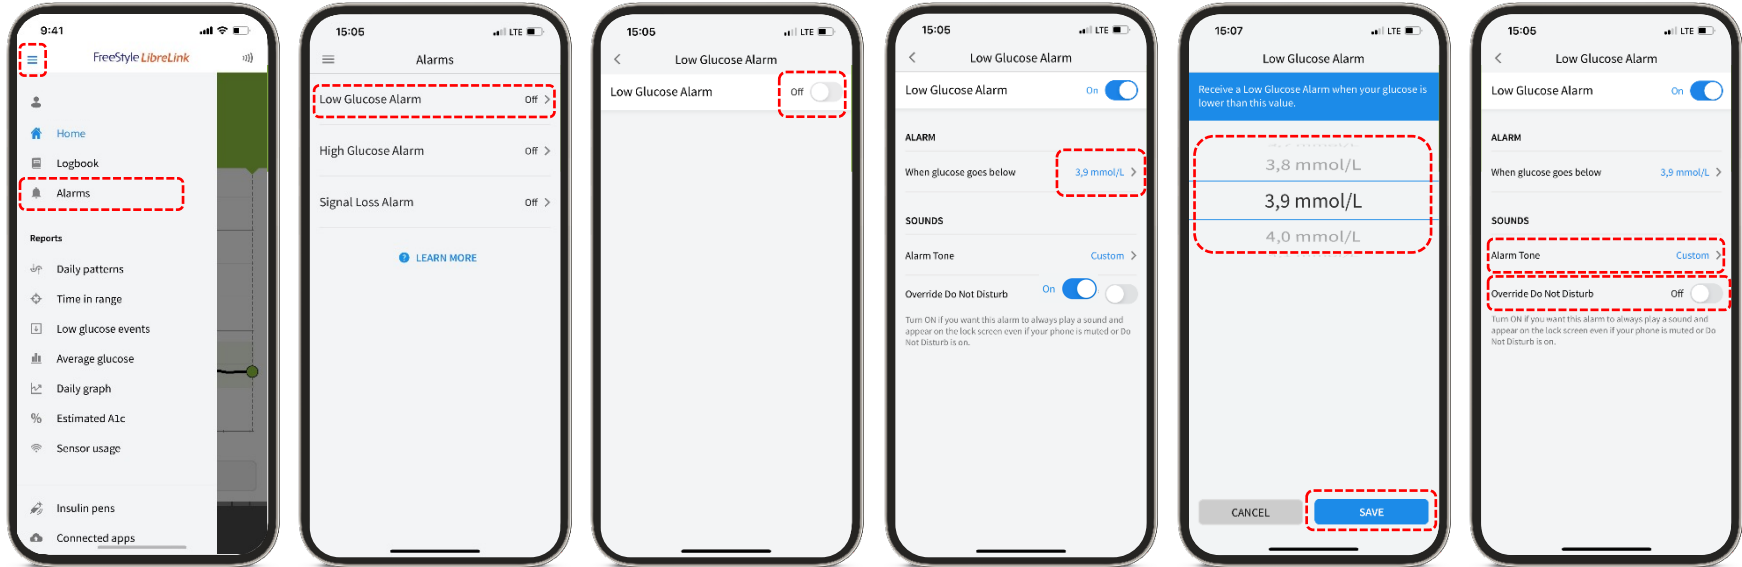 9:41
FreeStyle LibreLink
Home
Logbook
Alarms
Reports
Daily patterns
Time in range
Low glucose events
Average glucose
Daily graph
Estimated A1c
Sensor usage
Insulin pens
Connected apps
15:05 LTE
Alarms
Low Glucose Alarm Off
High Glucose Alarm Off
Signal Loss Alarm Off
? LEARN MORE
15:05 LTE
Low Glucose Alarm
Low Glucose Alarm Off
15:05 LTE
Low Glucose Alarm
Low Glucose Alarm On
ALARM
When glucose goes below 3,9 mmol/L
SOUNDS
Alarm Tone Custom
Override Do Not Disturb On
Turn ON if you want this alarm to always play a sound and
appear on the lock screen even if your phone is muted or Do
Not Disturb is on.
15:07 LTE
Low Glucose Alarm
Receive a Low Glucose Alarm when your glucose is
lower than this value.
3,8 mmol/L
3,9 mmol/L
4,0 mmol/L
CANCEL SAVE
15:05 LTE
Low Glucose Alarm
Low Glucose Alarm On
ALARM
When glucose goes below 3,9 mmol/L
SOUNDS
Alarm Tone Custom
Override Do Not Disturb Off
Turn ON if you want this alarm to always play a sound and
appear on the lock screen even if your phone is muted or Do
Not Disturb is on.